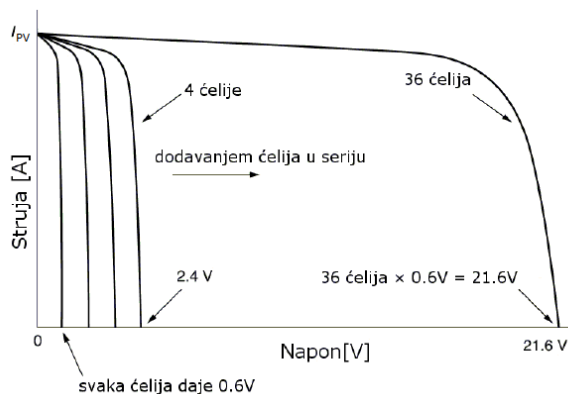 I_PV
4 ćelije
36 ćelija
dodavanjem ćelija u seriju
Struja [A]
2.4 V
36 ćelija × 0.6V = 21.6V
0
Napon[V]
21.6 V
svaka ćelija daje 0.6V